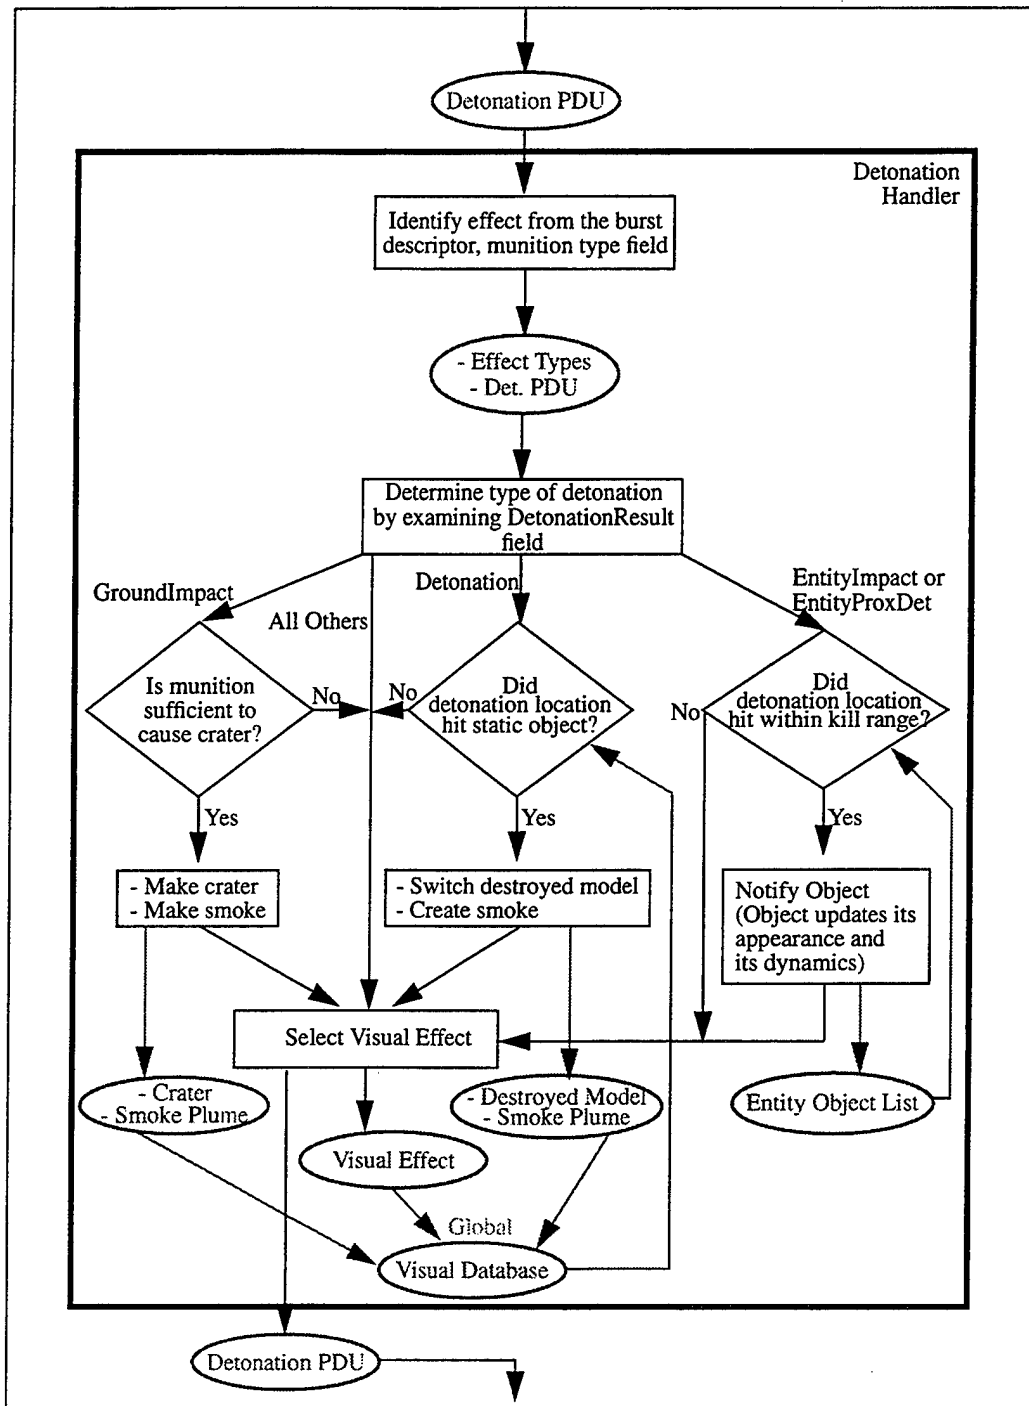 Detonation PDU
Detonation
Handler
Identify effect from the burst
descriptor, munition type field
- Effect Types
- Det. PDU
Determine type of detonation
by examining DetonationResult
field
GroundImpact
All Others
Detonation
EntityImpact or
EntityProxDet
Is munition
sufficient to
cause crater?
No
No
Did
detonation location
hit static object?
No
Did
detonation location
hit within kill range?
Yes
Yes
Yes
- Make crater
- Make smoke
- Switch destroyed model
- Create smoke
Notify Object
(Object updates its
appearance and
its dynamics)
Select Visual Effect
- Crater
- Smoke Plume
- Destroyed Model
- Smoke Plume
Entity Object List
Visual Effect
Global
Visual Database
Detonation PDU